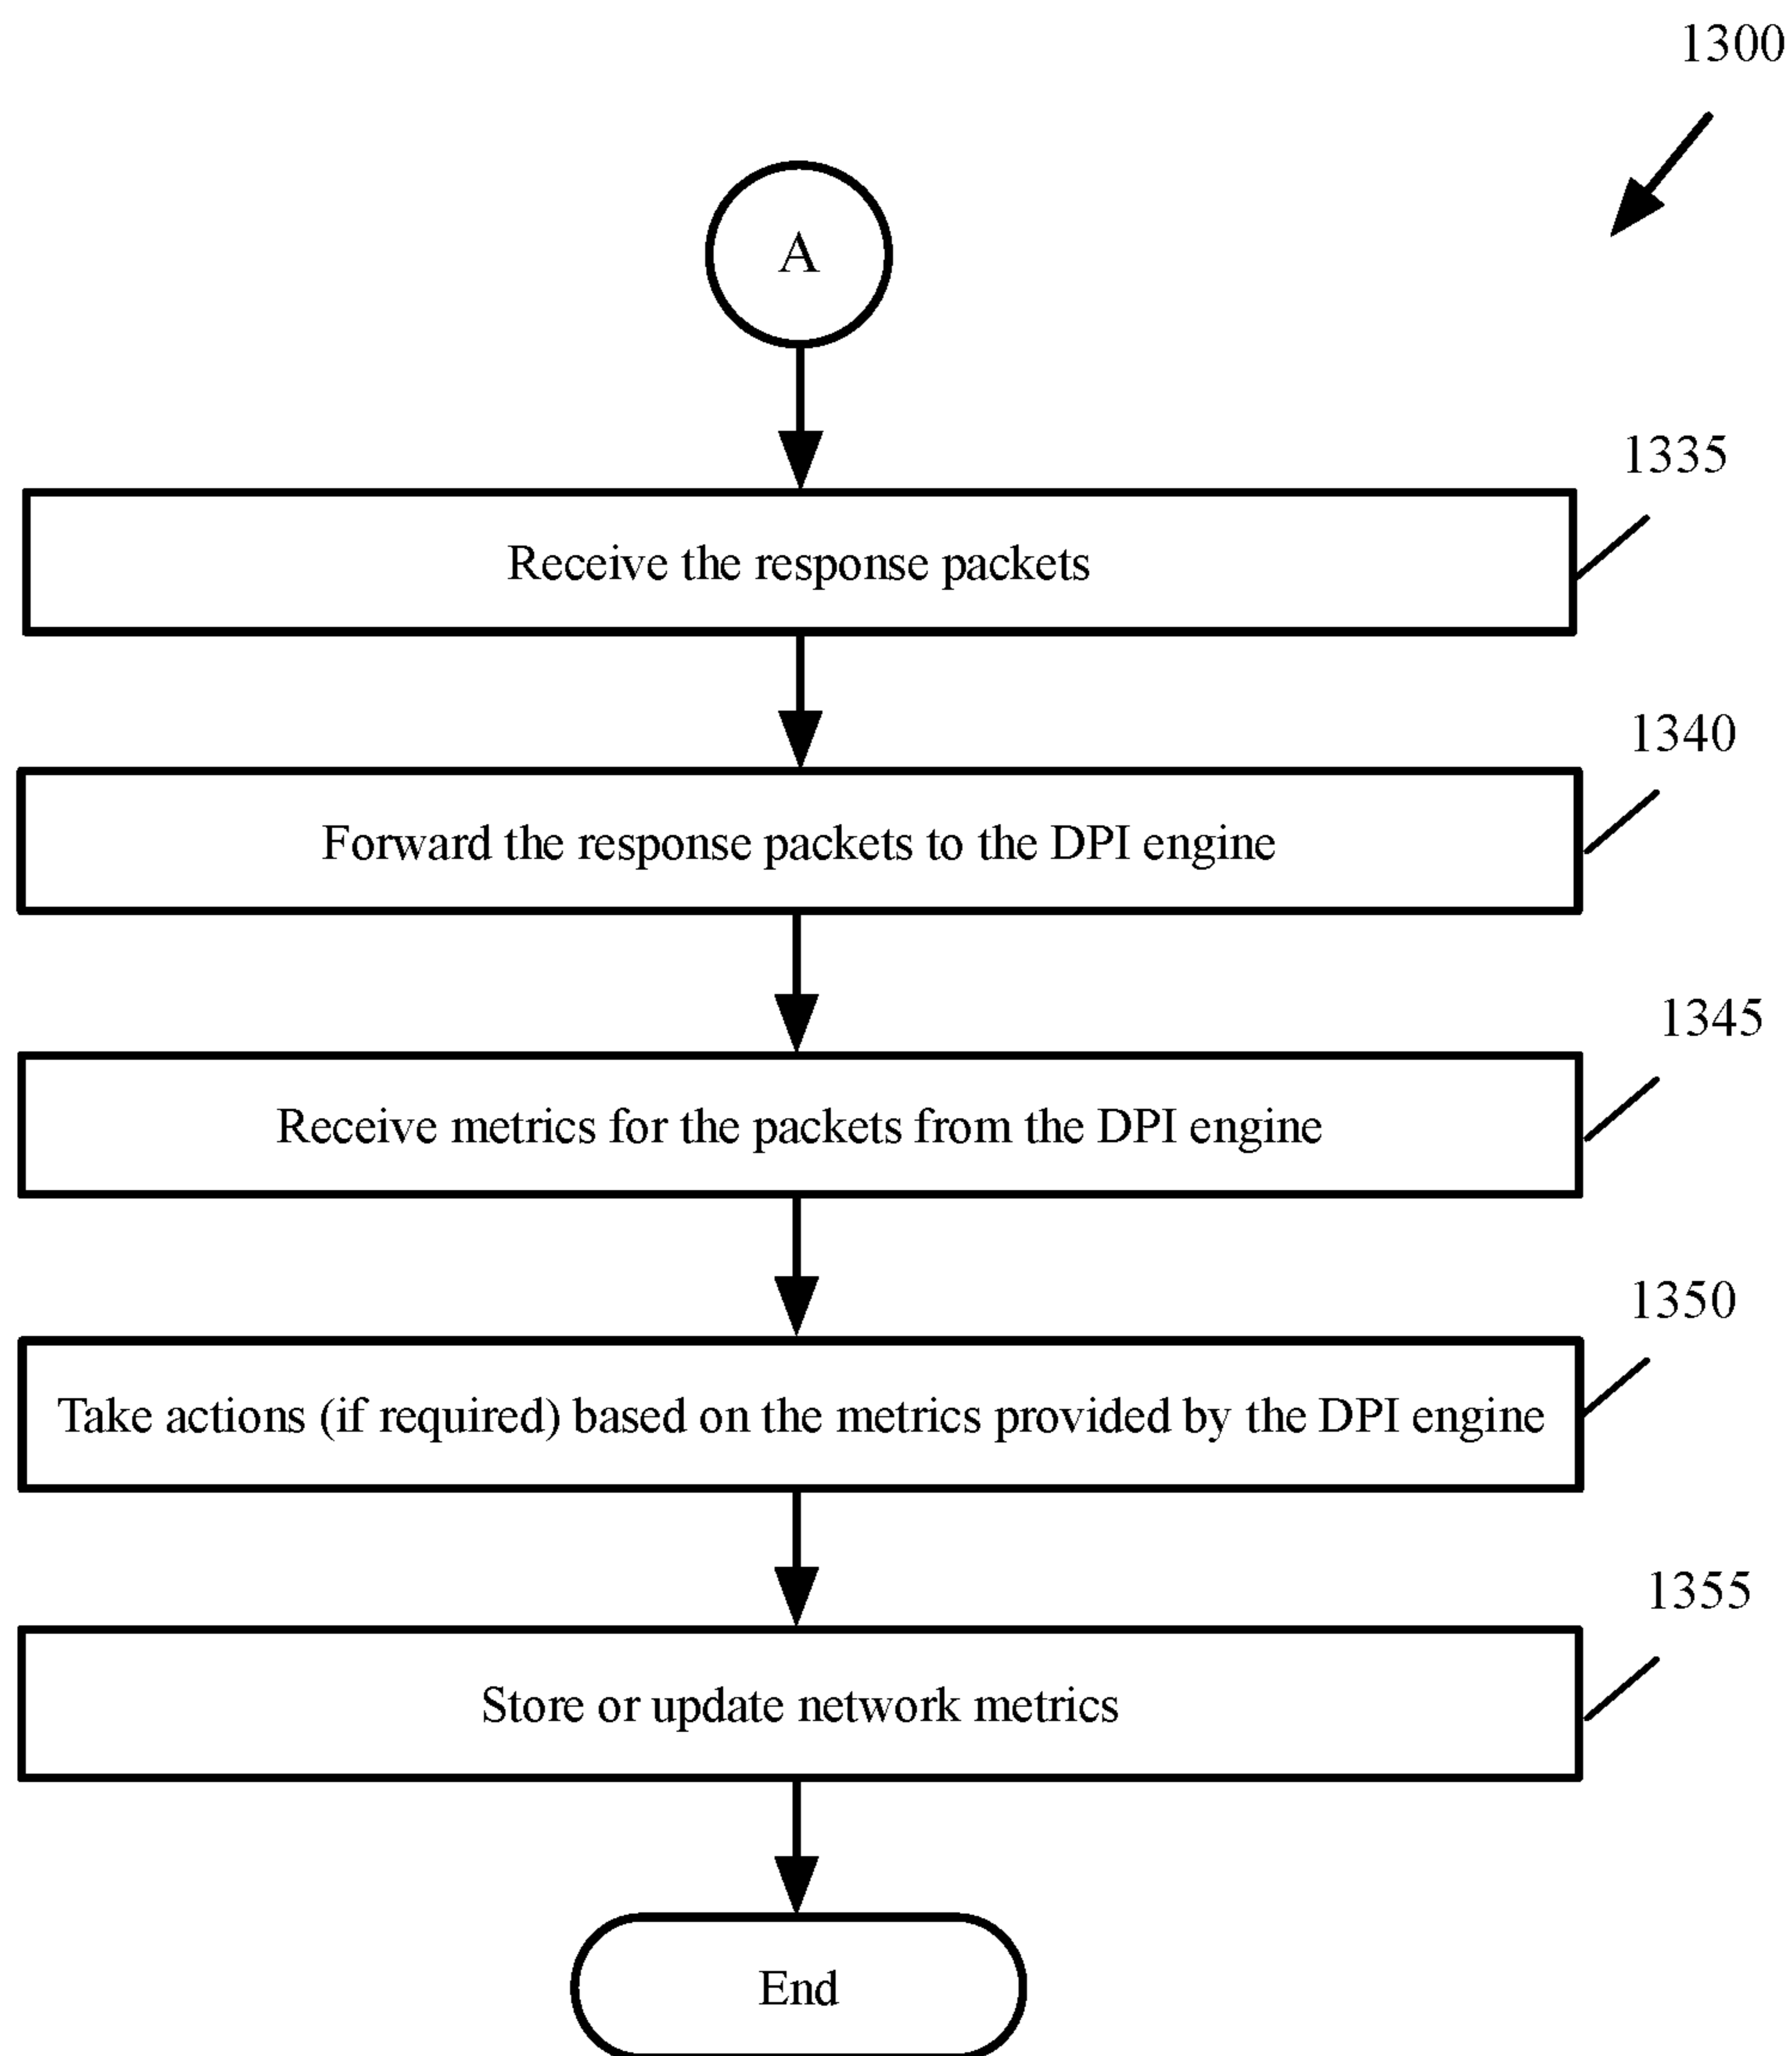 1300
A
1335
Receive the response packets
1340
Forward the response packets to the DPI engine
1345
Receive metrics for the packets from the DPI engine
1350
Take actions (if required) based on the metrics provided by the DPI engine
1355
Store or update network metrics
End